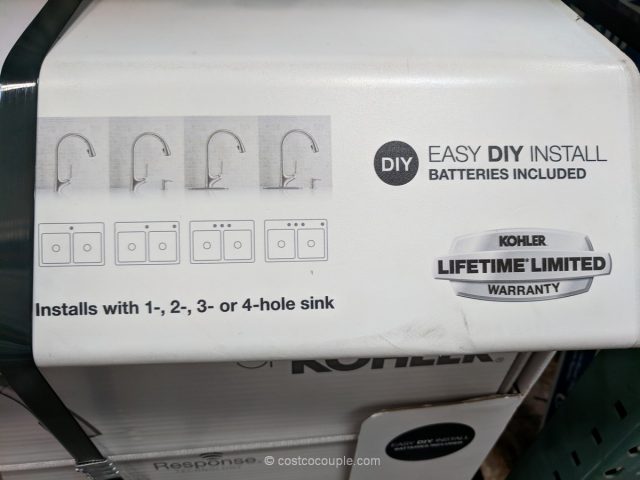 DIY
EASY DIY INSTALL
BATTERIES INCLUDED
KOHLER
LIFETIME* LIMITED
WARRANTY
Installs with 1-, 2-, 3- or 4-hole sink
KOHLER®
EASY DIY INSTALL
BATTERIES INCLUDED
Response
© costcocouple.com